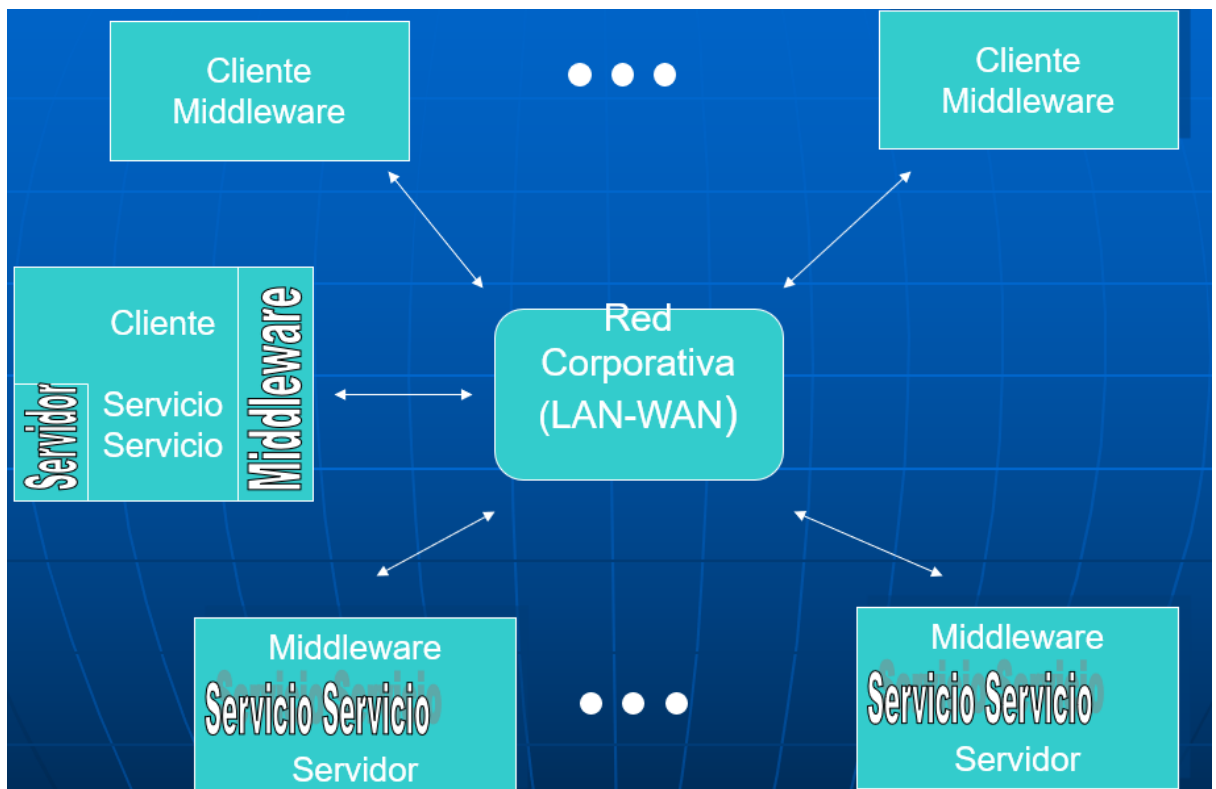 Cliente
Middleware
Cliente
Middleware
Cliente
Servicio
Servicio
Servidor
Middleware
Red
Corporativa
(LAN-WAN)
Middleware
Servicio Servicio
Servidor
Middleware
Servicio Servicio
Servidor